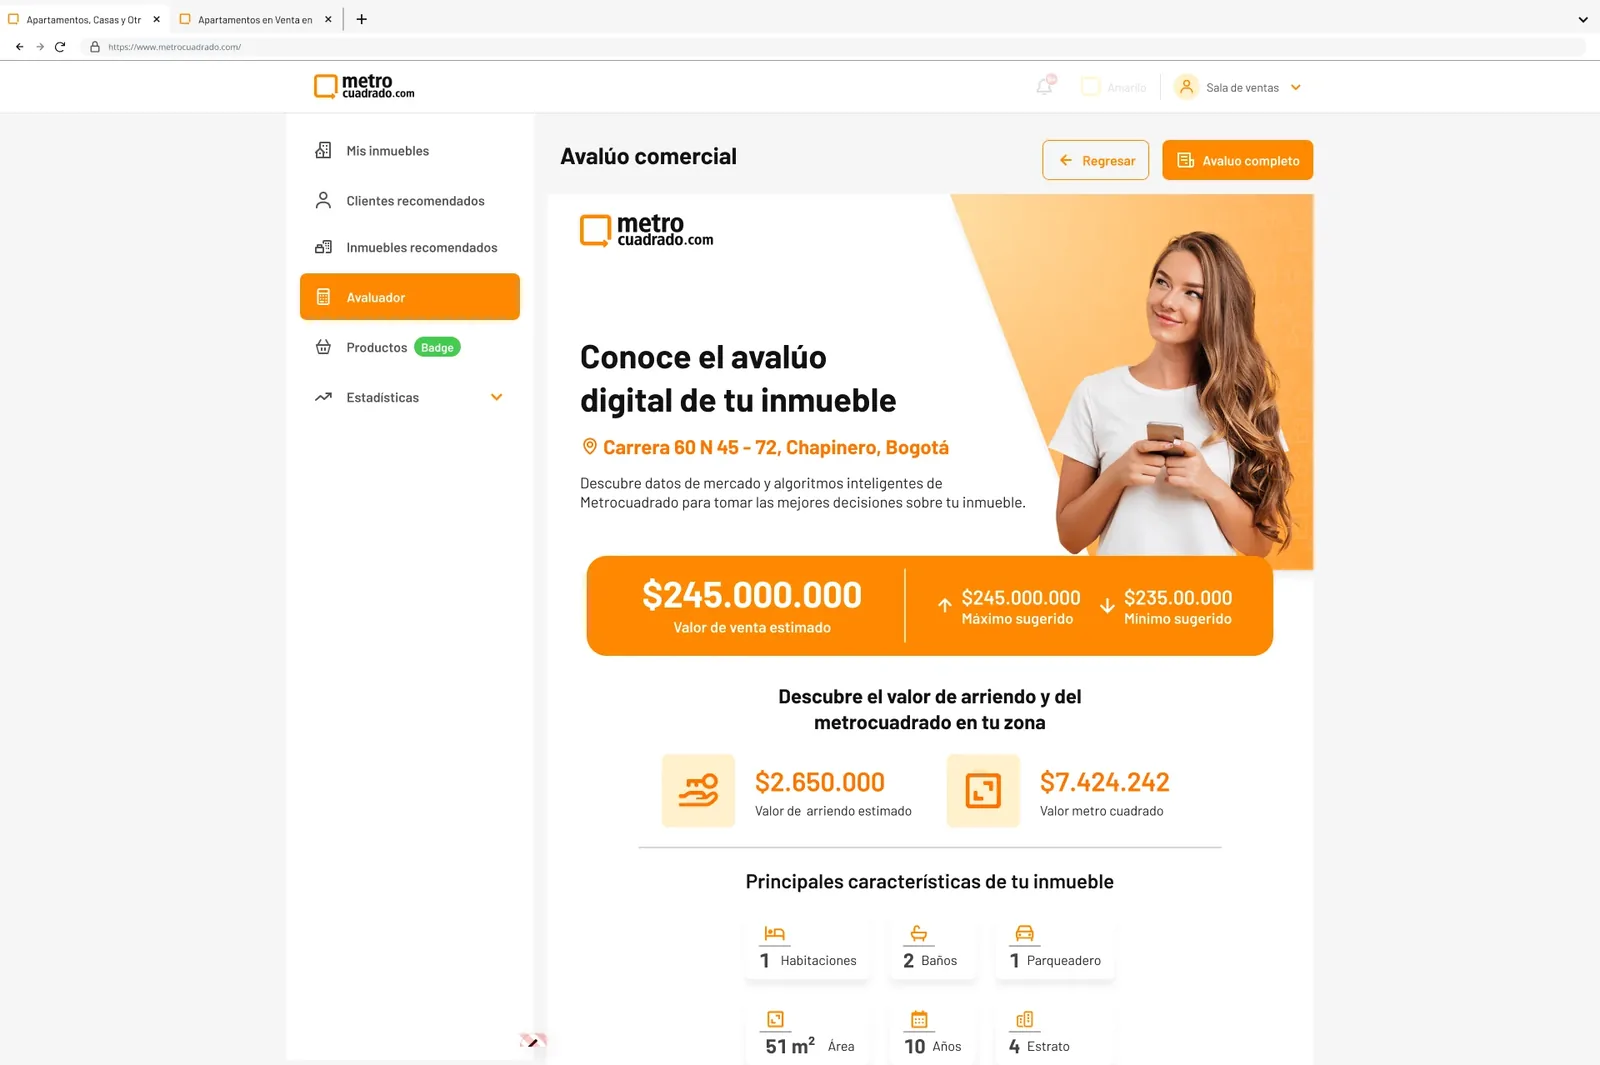 Apartamentos, Casas y Otr
Apartamentos en Venta en
https://www.metrocuadrado.com/
metro
cuadrado.com
Amarilo
Sala de ventas
Mis inmuebles
Clientes recomendados
Inmuebles recomendados
Avaluador
Productos Badge
Estadísticas
Avalúo comercial
Regresar
Avaluo completo
metro
cuadrado.com
Conoce el avalúo
digital de tu inmueble
Carrera 60 N 45 - 72, Chapinero, Bogotá
Descubre datos de mercado y algoritmos inteligentes de
Metrocuadrado para tomar las mejores decisiones sobre tu inmueble.
$245.000.000
Valor de venta estimado
$245.000.000
Máximo sugerido
$235.00.000
Mínimo sugerido
Descubre el valor de arriendo y del
metrocuadrado en tu zona
$2.650.000
Valor de arriendo estimado
$7.424.242
Valor metro cuadrado
Principales características de tu inmueble
1 Habitaciones
2 Baños
1 Parqueadero
51 m² Área
10 Años
4 Estrato